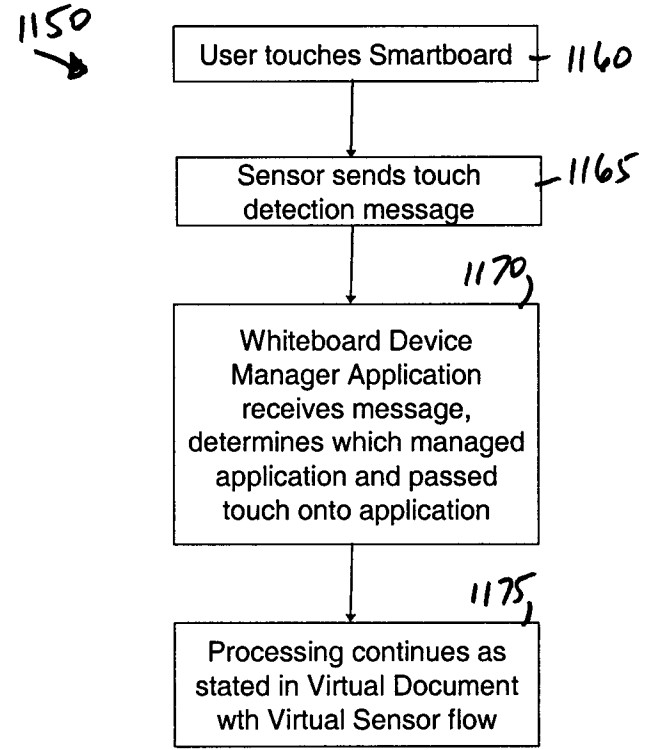 1150
User touches Smartboard
1160
Sensor sends touch
detection message
1165
1170
Whiteboard Device
Manager Application
receives message,
determines which managed
application and passed
touch onto application
1175
Processing continues as
stated in Virtual Document
wth Virtual Sensor flow